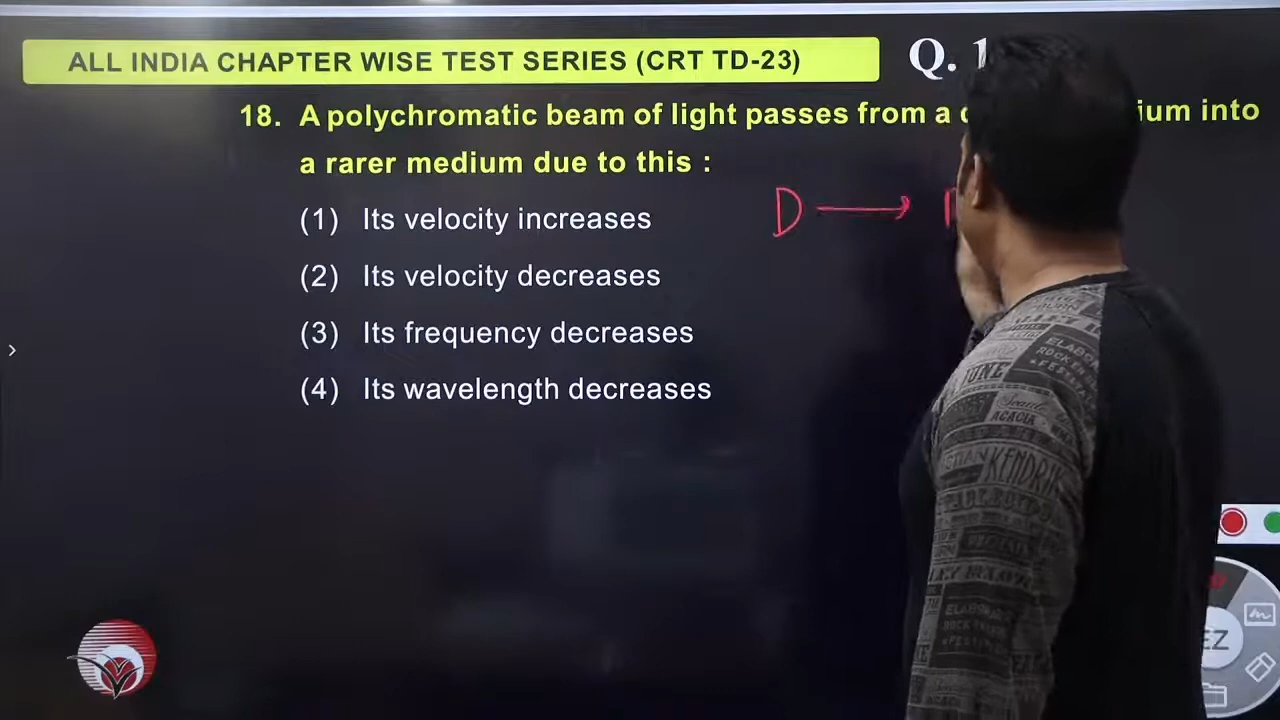 ALL INDIA CHAPTER WISE TEST SERIES (CRT TD-23)
Q. 1
18. A polychromatic beam of light passes from a into
a rarer medium due to this :
(1) Its velocity increases
D →
(2) Its velocity decreases
(3) Its frequency decreases
(4) Its wavelength decreases
JUNE
KENDRIK
EZ